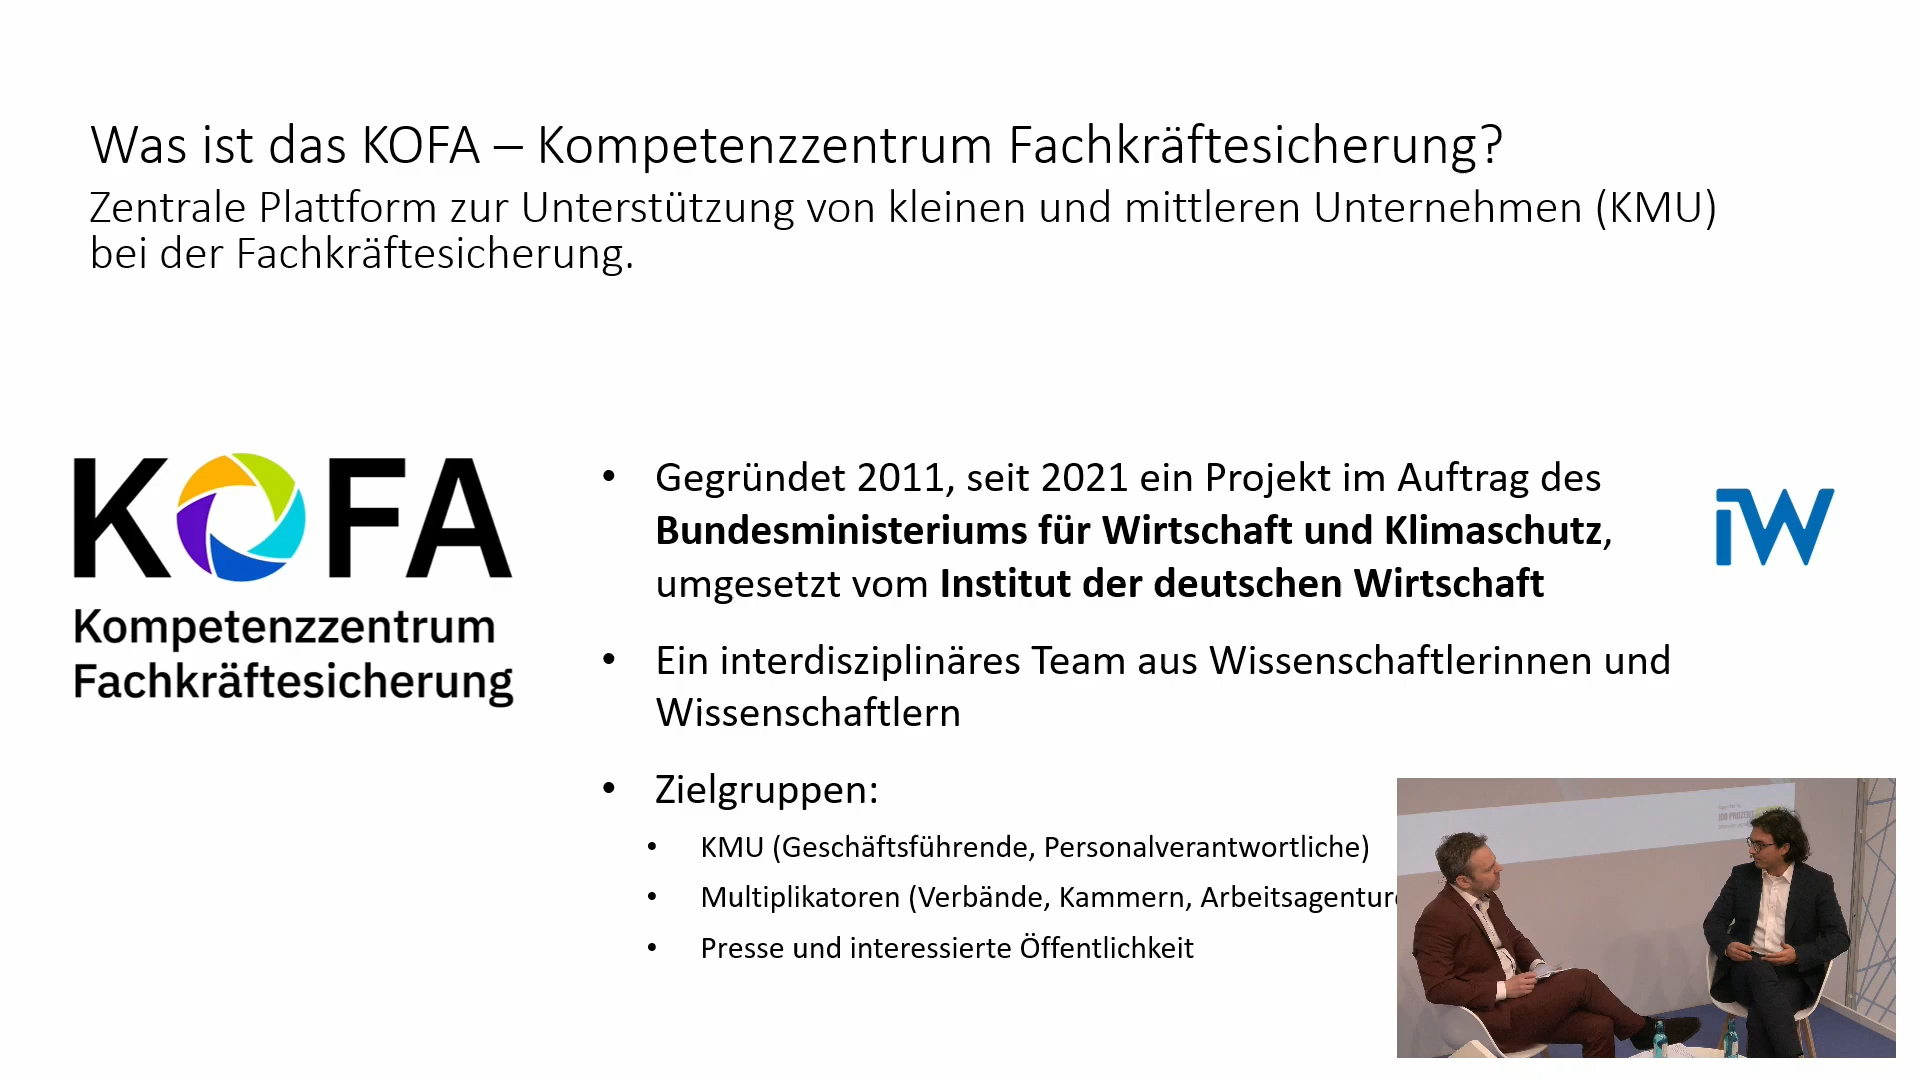 Was ist das KOFA – Kompetenzzentrum Fachkräftesicherung?
Zentrale Plattform zur Unterstützung von kleinen und mittleren Unternehmen (KMU)
bei der Fachkräftesicherung.
KOFA
Kompetenzzentrum
Fachkräftesicherung
• Gegründet 2011, seit 2021 ein Projekt im Auftrag des
Bundesministeriums für Wirtschaft und Klimaschutz,
umgesetzt vom Institut der deutschen Wirtschaft
iW
• Ein interdisziplinäres Team aus Wissenschaftlerinnen und
Wissenschaftlern
• Zielgruppen:
• KMU (Geschäftsführende, Personalverantwortliche)
• Multiplikatoren (Verbände, Kammern,
• Presse und interessierte Öffentlichkeit